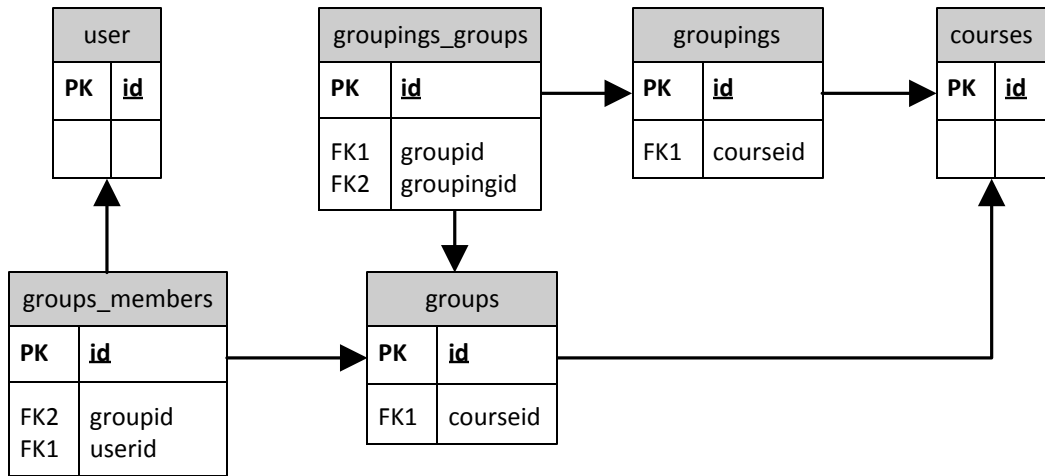 user
PK id
groupings_groups
PK id
FK1 groupid
FK2 groupingid
groupings
PK id
FK1 courseid
courses
PK id
groups_members
PK id
FK2 groupid
FK1 userid
groups
PK id
FK1 courseid